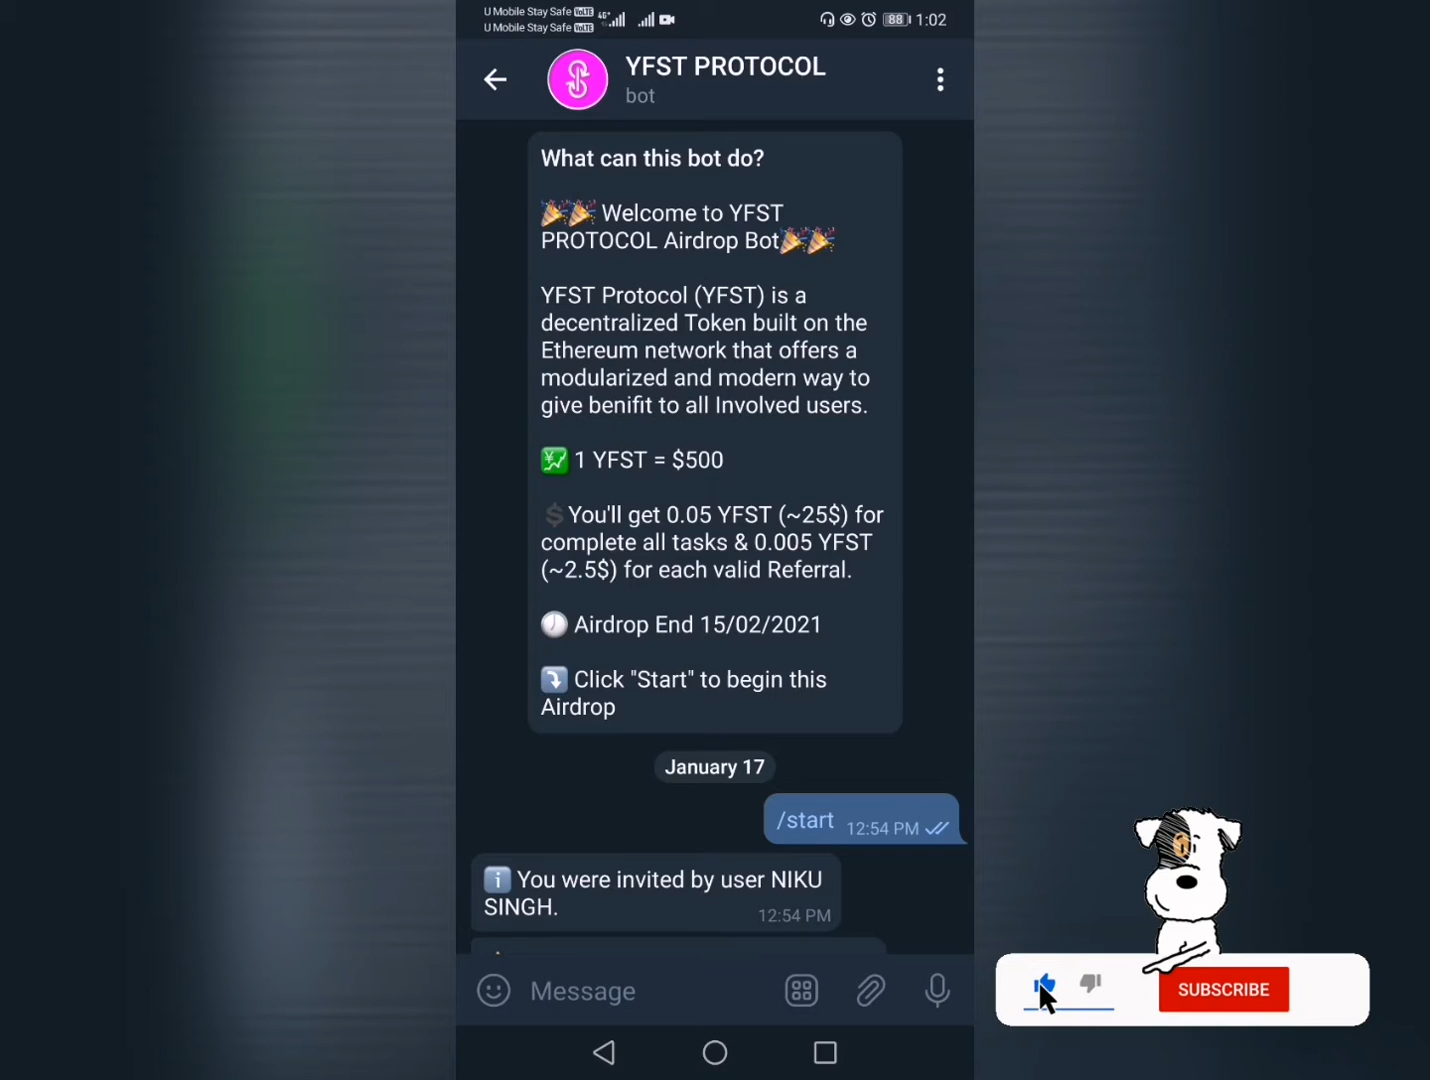 U Mobile Stay Safe VoLTE
U Mobile Stay Safe VoLTE
4G+
88 1:02
YFST PROTOCOL
bot
What can this bot do?
🎉🎉 Welcome to YFST
PROTOCOL Airdrop Bot🎉🎉
YFST Protocol (YFST) is a
decentralized Token built on the
Ethereum network that offers a
modularized and modern way to
give benifit to all Involved users.
💹 1 YFST = $500
💲You'll get 0.05 YFST (~25$) for
complete all tasks & 0.005 YFST
(~2.5$) for each valid Referral.
🕖 Airdrop End 15/02/2021
⤵️ Click "Start" to begin this
Airdrop
January 17
/start 12:54 PM
ℹ️ You were invited by user NIKU
SINGH. 12:54 PM
Message
SUBSCRIBE